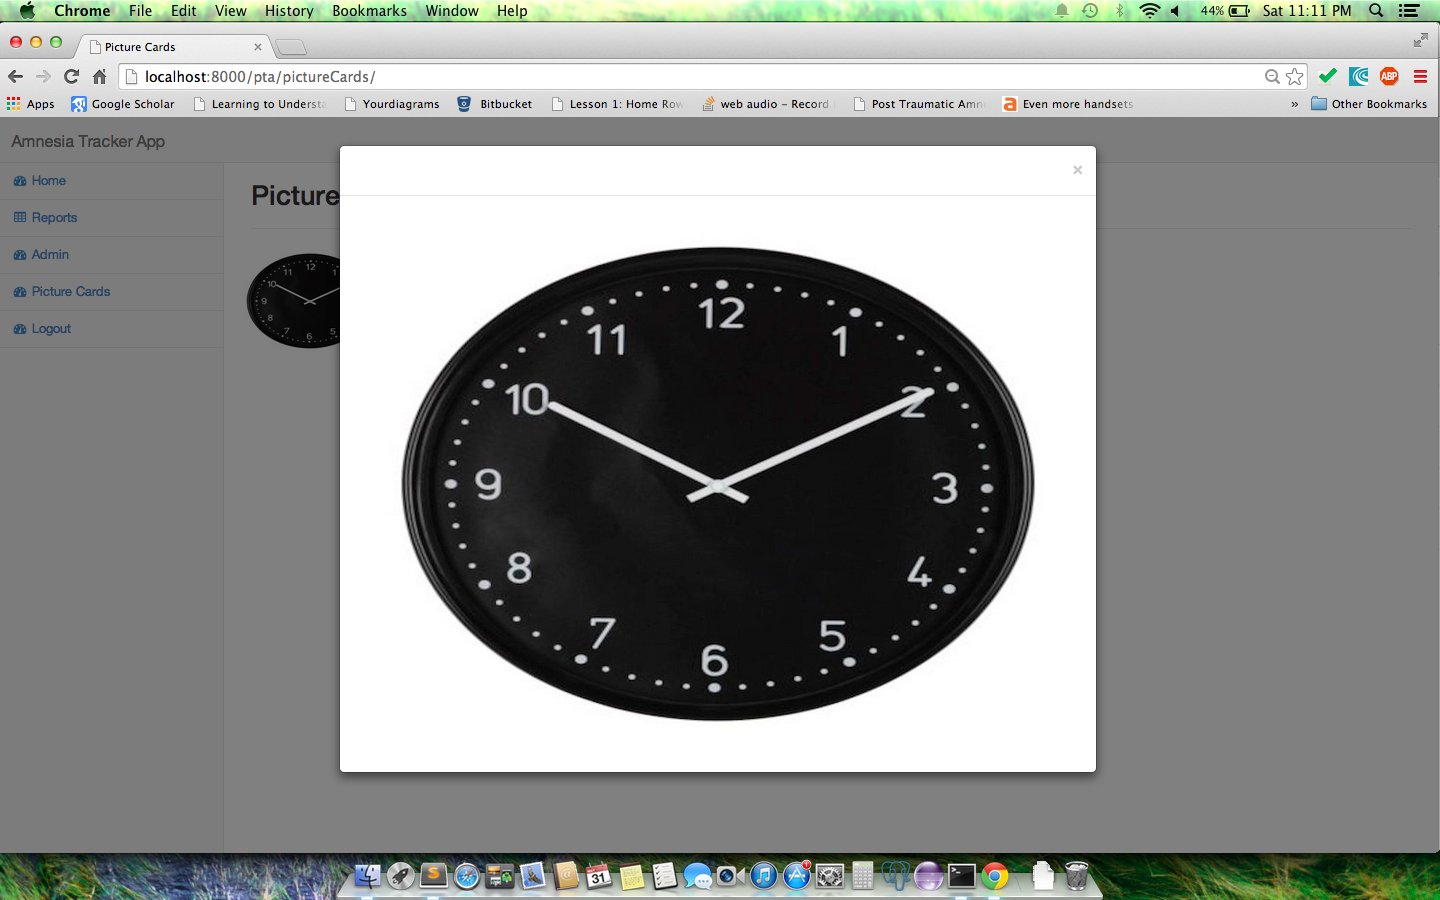 Chrome File Edit View History Bookmarks Window Help 44% Sat 11:11 PM
Picture Cards
localhost:8000/pta/pictureCards/
ABP
Apps Google Scholar Learning to Understa Yourdiagrams Bitbucket Lesson 1: Home Row web audio - Record Post Traumatic Amn Even more handsets » Other Bookmarks
Amnesia Tracker App
×
Home
Picture
Reports
Admin
Picture Cards
Logout
12
11 1
10 2
9 3
8 4
7 5
6
12
11 1
10
9
8
7 5
6
31
1